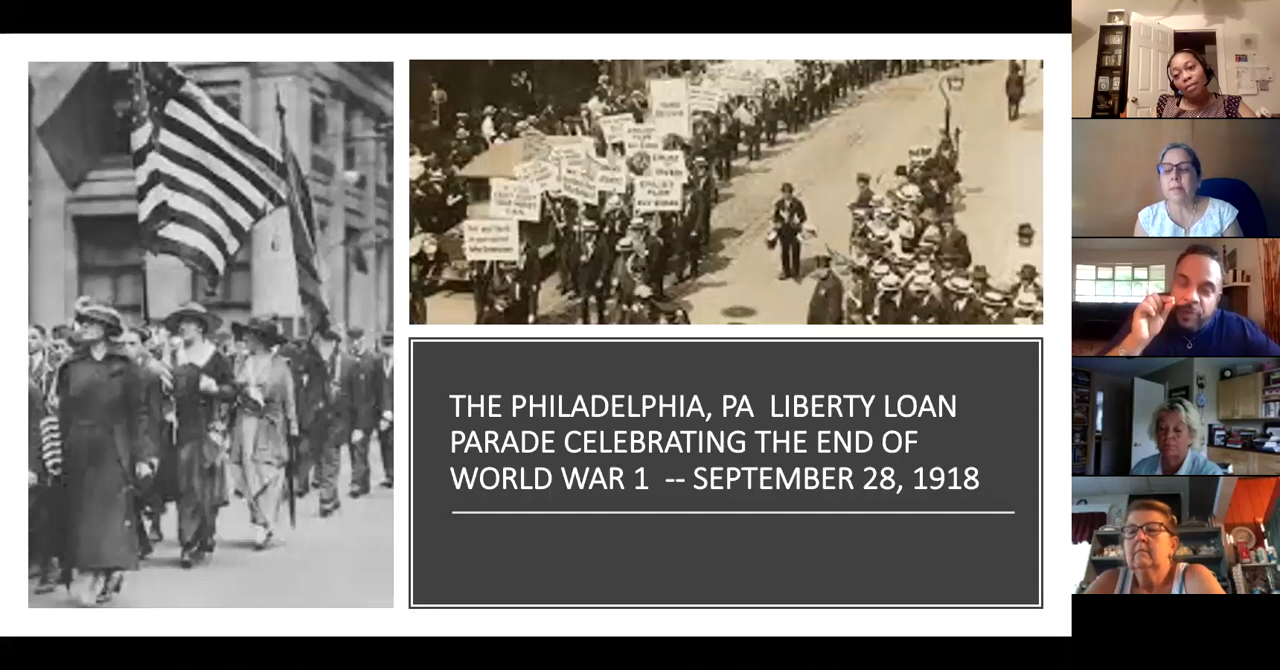 THE PHILADELPHIA, PA LIBERTY LOAN
PARADE CELEBRATING THE END OF
WORLD WAR 1 -- SEPTEMBER 28, 1918